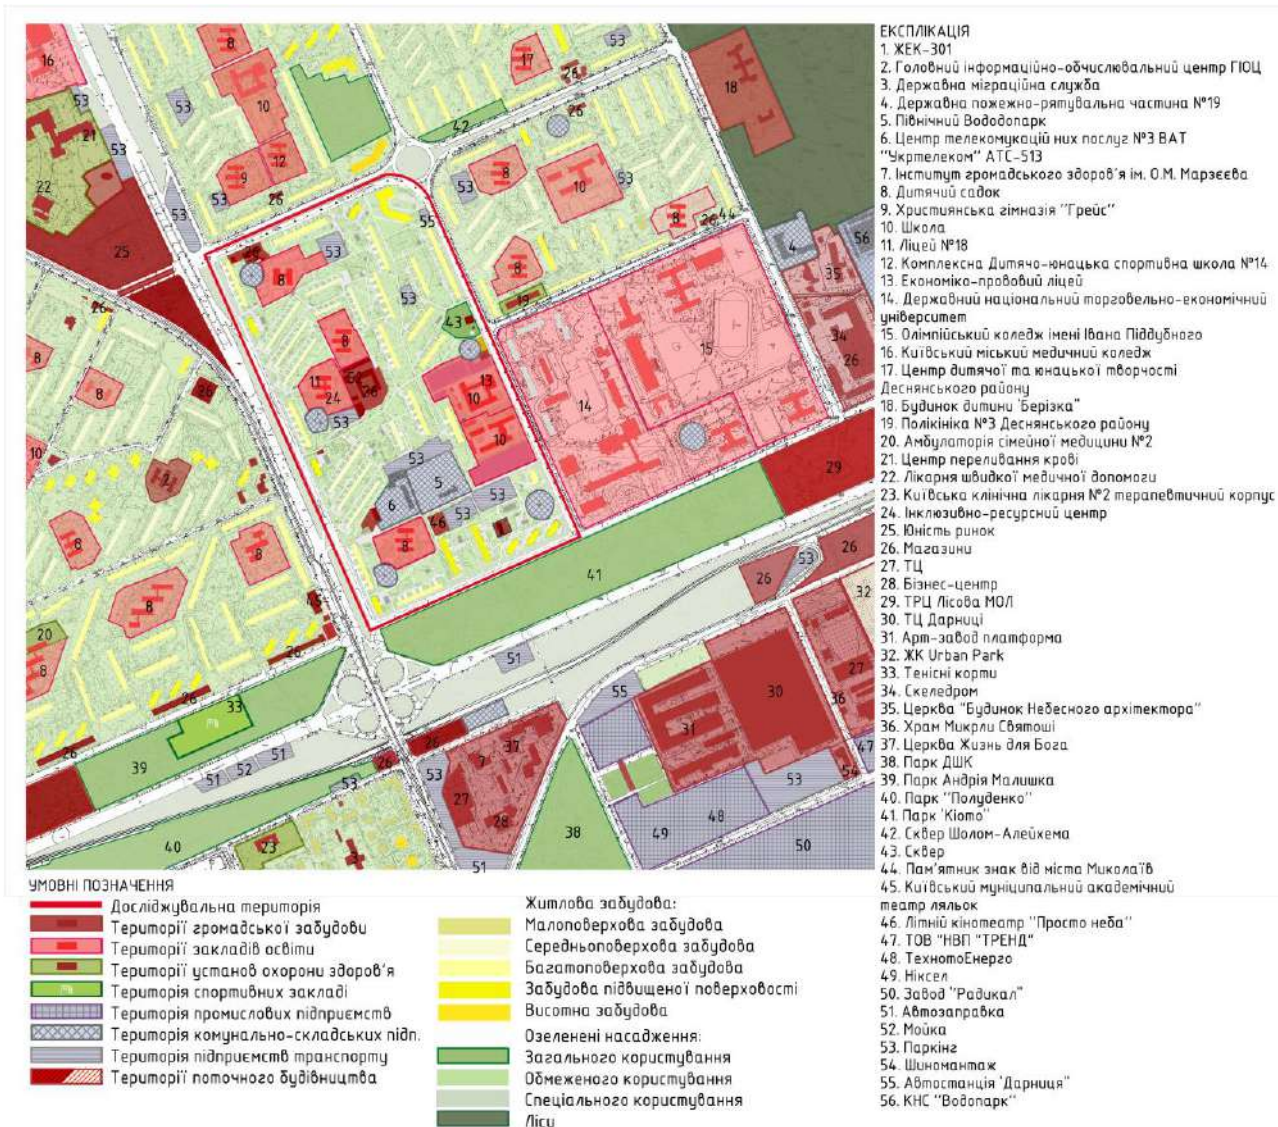 ЕКСПЛІКАЦІЯ
1. ЖЕК-301
2. Головний інформаційно-обчислювальний центр ГІОЦ
3. Державна міграційна служба
4. Державна пожежно-рятувальна частина №19
5. Північний Вододопарк
6. Центр телекомукацій них послуг №3 ВАТ
"Укртелеком" АТС-513
7. Інститут громадського здоров'я ім. О.М. Марзєєва
8. Дитячий садок
9. Християнська гімназія "Грейс"
10. Школа
11. Ліцей №18
12. Комплексна Дитячо-юнацька спортивна школа №14
13. Економіко-прововий ліцей
14. Державний національний торговельно-економічний
університет
15. Олімпійський коледж імені Івана Піддубного
16. Київський міський медичний коледж
17. Центр дитячої та юнацької творчості
Деснянського району
18. Будинок дитини 'Берізка"
19. Полікініка №3 Деснянського району
20. Амбулаторія сімейної медицини №2
21. Центр переливання крові
22. Лікарня швидкої медичної допомоги
23. Київська клінічна лікарня №2 терапевтичний корпус
24. Інклюзивно-ресурсний центр
25. Юність ринок
26. Магазини
27. ТЦ
28. Бізнес-центр
29. ТРЦ Лісова МОЛ
30. ТЦ Дарниці
31. Арт-завод платформа
32. ЖК Urban Park
33. Тенісні корти
34. Скеледром
35. Церква "Будинок Небесного архітектора"
36. Храм Микрли Святоші
37. Церква Жизнь для Бога
38. Парк ДШК
39. Парк Андрія Малишка
40. Парк "Полуденко"
41. Парк 'Кіото"
42. Сквер Шолом-Алейхема
43. Сквер
44. Пам'ятник знак від міста Миколаїв
45. Київський муніципальний академічний
театр ляльок
46. Літній кінотеатр "Просто неба"
47. ТОВ "НВП "ТРЕНД"
48. ТехнотоЕнерго
49. Ніксел
50. Завод "Радикал"
51. Автозаправка
52. Мойка
53. Паркінг
54. Шиномантаж
55. Автостанція 'Дарниця"
56. КНС "Водопарк"
УМОВНІ ПОЗНАЧЕННЯ
Досліджувальна територія
Території громадської забудови
Території закладів освіти
Території установ охорони здоров'я
Територія спортивних закладі
Територія промислових підприємств
Територія комунально-складських підп.
Територія підприємств транспорту
Території поточного будівництва
Житлова забудова:
Малоповерхова забудова
Середньоповерхова забудова
Багатоповерхова забудова
Забудова підвищеної поверховості
Висотна забудова
Озеленені насадження:
Загального користування
Обмеженого користування
Спеціального користування
Ліси